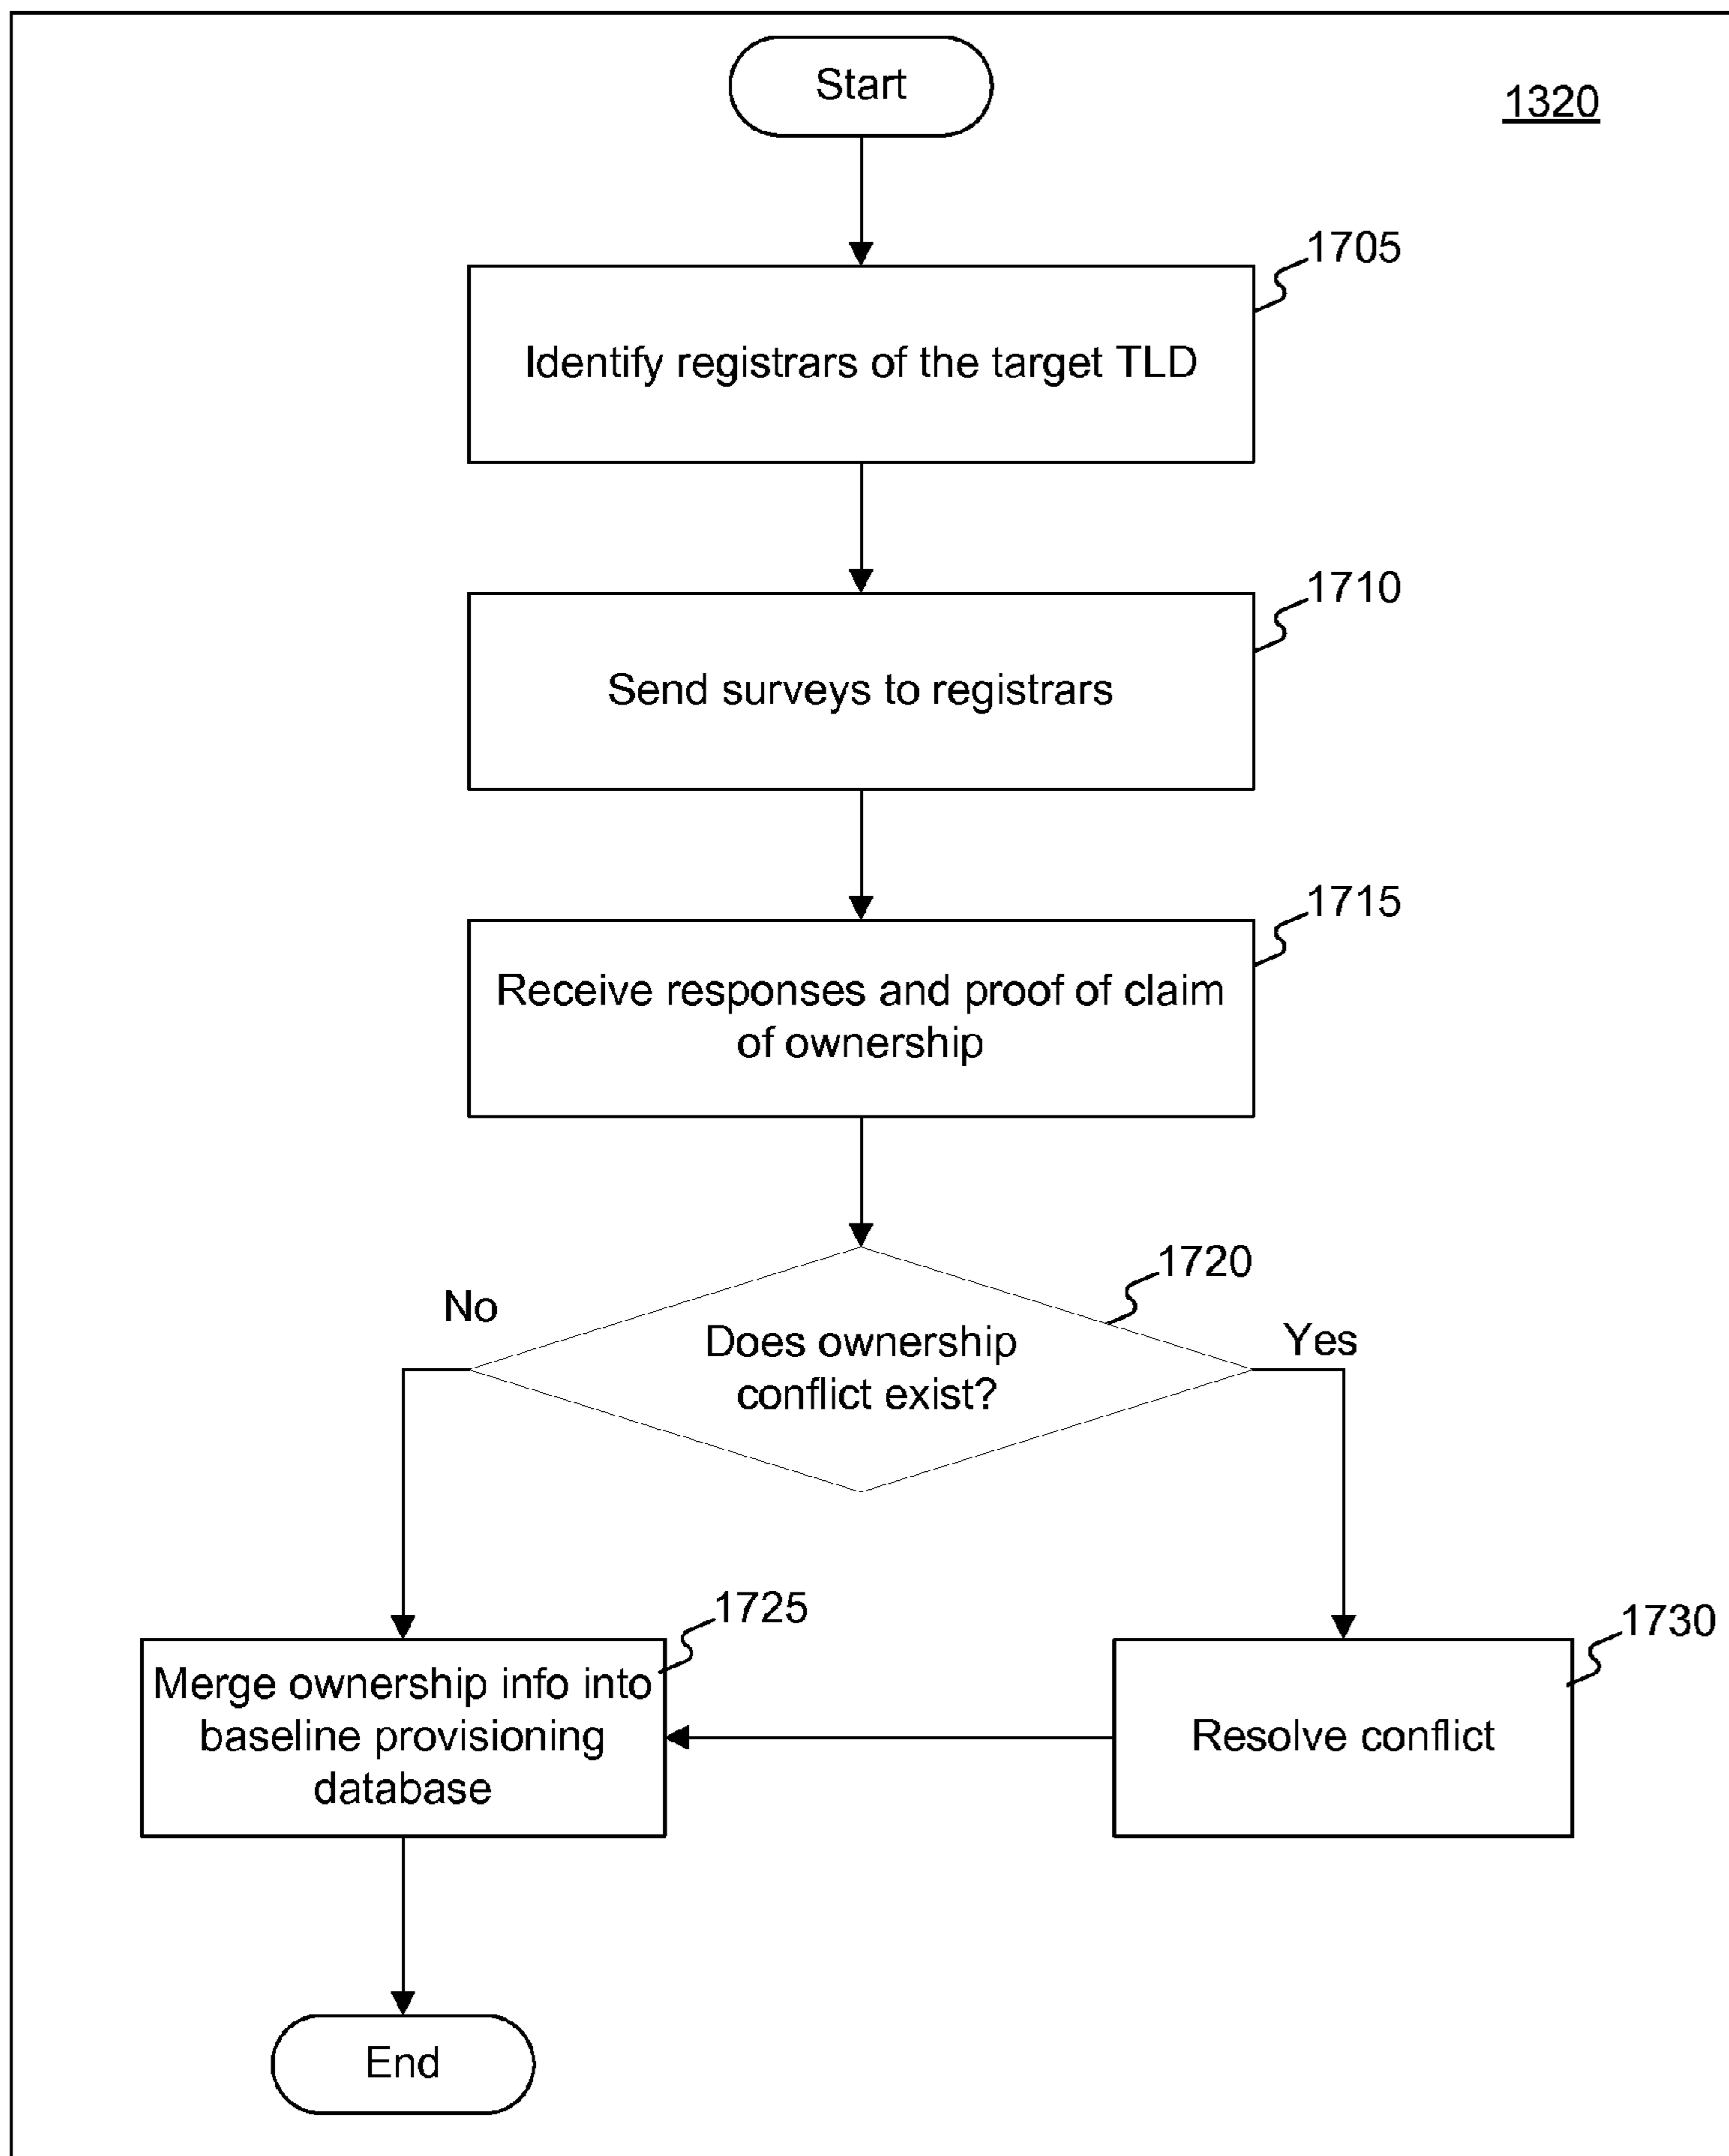 Start
1320
1705
Identify registrars of the target TLD
1710
Send surveys to registrars
1715
Receive responses and proof of claim
of ownership
1720
No
Does ownership
conflict exist?
Yes
1725
1730
Merge ownership info into
baseline provisioning
database
Resolve conflict
End